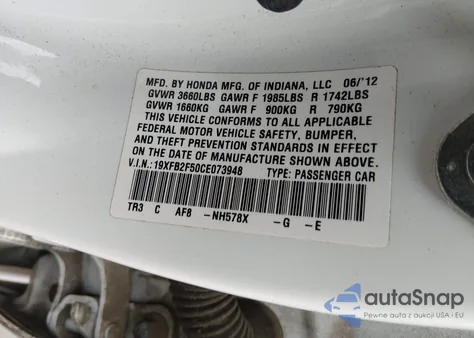 MFD. BY HONDA MFG. OF INDIANA, LLC 06/'12
GVWR 3660LBS GAWR F 1985LBS R 1742LBS
GVWR 1660KG GAWR F 900KG R 790KG
THIS VEHICLE CONFORMS TO ALL APPLICABLE
FEDERAL MOTOR VEHICLE SAFETY, BUMPER,
AND THEFT PREVENTION STANDARDS IN EFFECT
ON THE DATE OF MANUFACTURE SHOWN ABOVE.
V.I.N.: 19XFB2F50CE073948 TYPE: PASSENGER CAR
TR3 C AF8 -NH578X -G -E
autoSnap
Pewne auta z aukcji USA i EU